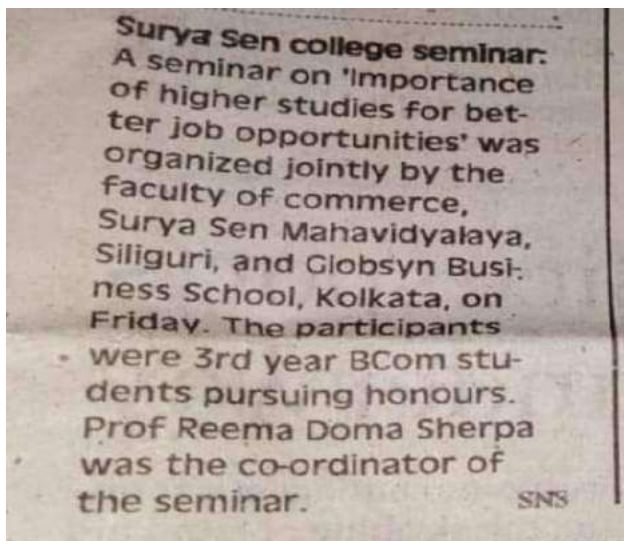 Surya Sen college seminar:
A seminar on 'Importance
of higher studies for bet-
ter job opportunities' was
organized jointly by the
faculty of commerce,
Surya Sen Mahavidyalaya,
Siliguri, and Globsyn Busi-
ness School, Kolkata, on
Friday. The participants
were 3rd year BCom stu-
dents pursuing honours.
Prof Reema Doma Sherpa
was the co-ordinator of
the seminar. SNS